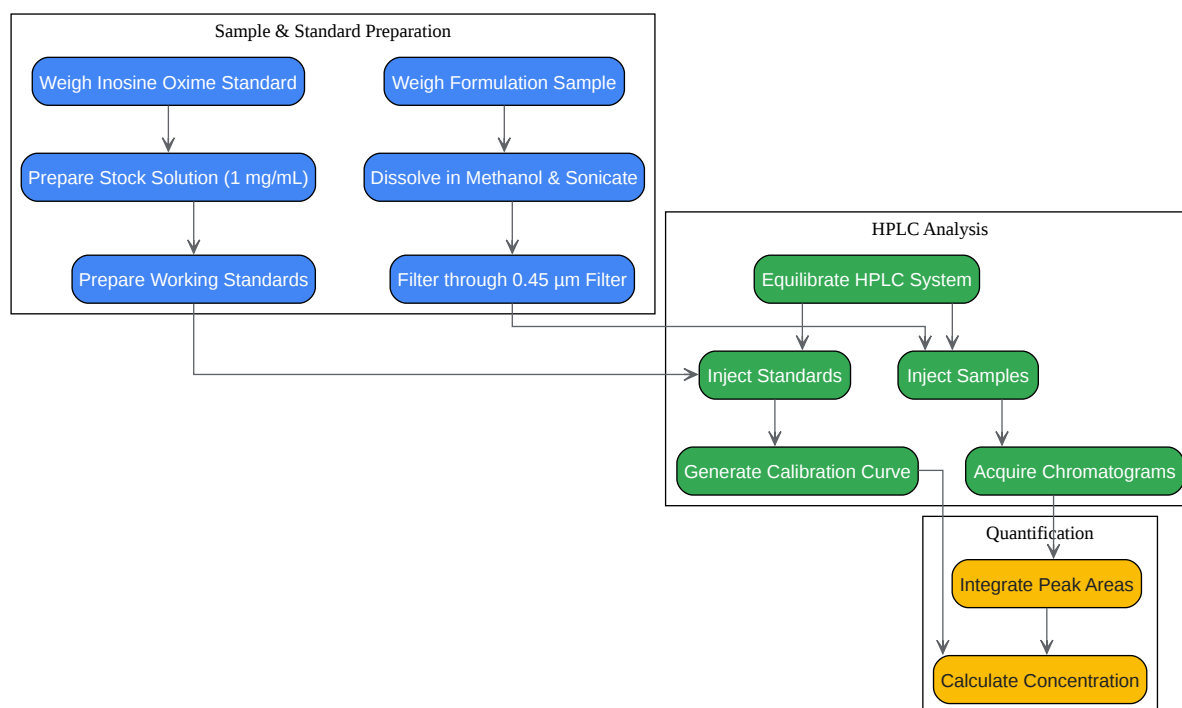 Sample & Standard Preparation
Weigh Inosine Oxime Standard
Weigh Formulation Sample
Prepare Stock Solution (1 mg/mL)
Dissolve in Methanol & Sonicate
Prepare Working Standards
Filter through 0.45 µm Filter
HPLC Analysis
Equilibrate HPLC System
Inject Standards
Inject Samples
Generate Calibration Curve
Acquire Chromatograms
Quantification
Integrate Peak Areas
Calculate Concentration